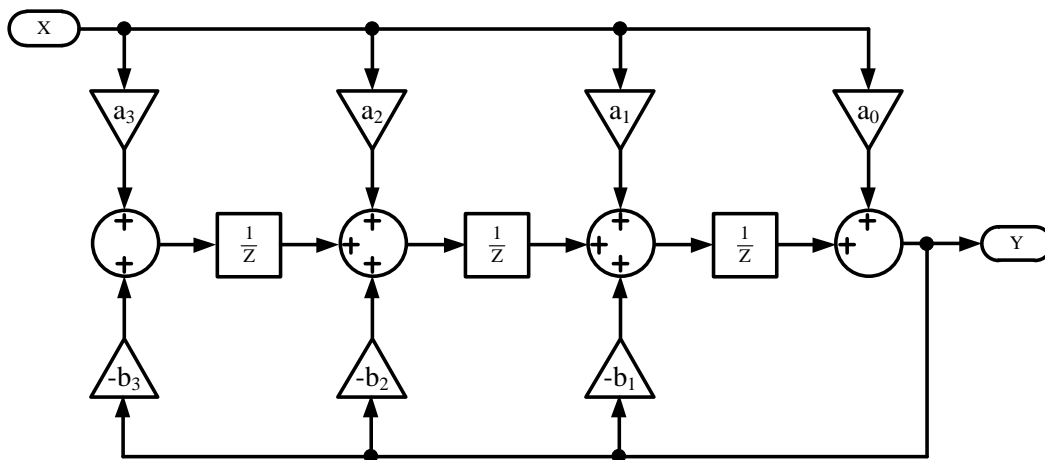 X
a₃ a₂ a₁ a₀
+ + +
1/Z + 1/Z + 1/Z + Y
+ + +
-b₃ -b₂ -b₁